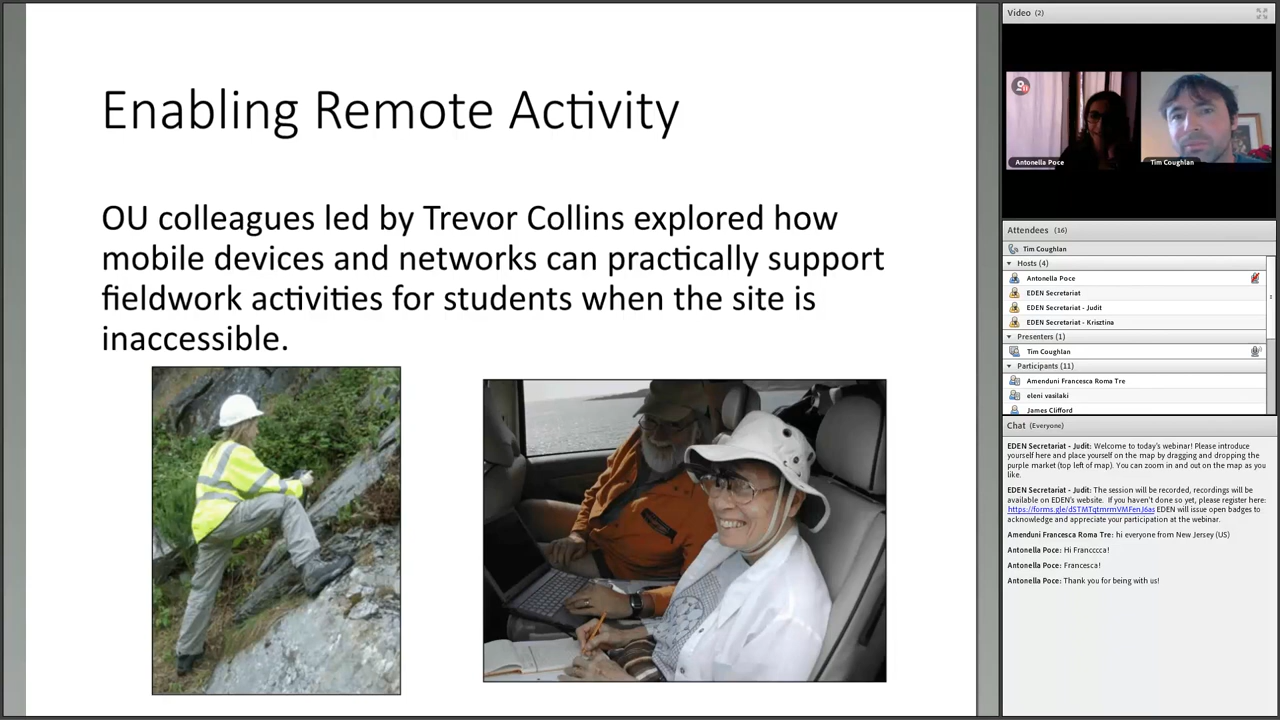 Enabling Remote Activity
OU colleagues led by Trevor Collins explored how
mobile devices and networks can practically support
fieldwork activities for students when the site is
inaccessible.
Video (2)
Antonella Poce
Tim Coughlan
Attendees (16)
Tim Coughlan
Hosts (4)
Antonella Poce
EDEN Secretariat
EDEN Secretariat - Judit
EDEN Secretariat - Krisztina
Presenters (1)
Tim Coughlan
Participants (11)
Amenduni Francesca Roma Tre
eleni vasilaki
James Clifford
Chat (Everyone)
EDEN Secretariat - Judit: Welcome to today's webinar! Please introduce
yourself here and place yourself on the map by dragging and dropping the
purple market (top left of map). You can zoom in and out on the map as you
like.
EDEN Secretariat - Judit: The session will be recorded, recordings will be
available on EDEN's website. If you haven't done so yet, please register here:
https://forms.gle/dSTMTqtmrmVMFenJ6as EDEN will issue open badges to
acknowledge and appreciate your participation at the webinar.
Amenduni Francesca Roma Tre: hi everyone from New Jersey (US)
Antonella Poce: Hi Franccca!
Antonella Poce: Francesca!
Antonella Poce: Thank you for being with us!